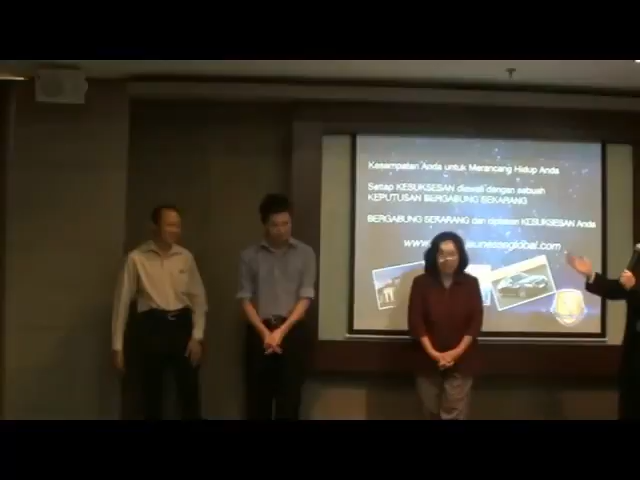 Kesempatan Anda untuk Merancang Hidup Anda
Setiap KESUKSESAN diawali dengan sebuah
KEPUTUSAN BERGABUNG SEKARANG
BERGABUNG SEKARANG dan ciptakan KESUKSESAN Anda